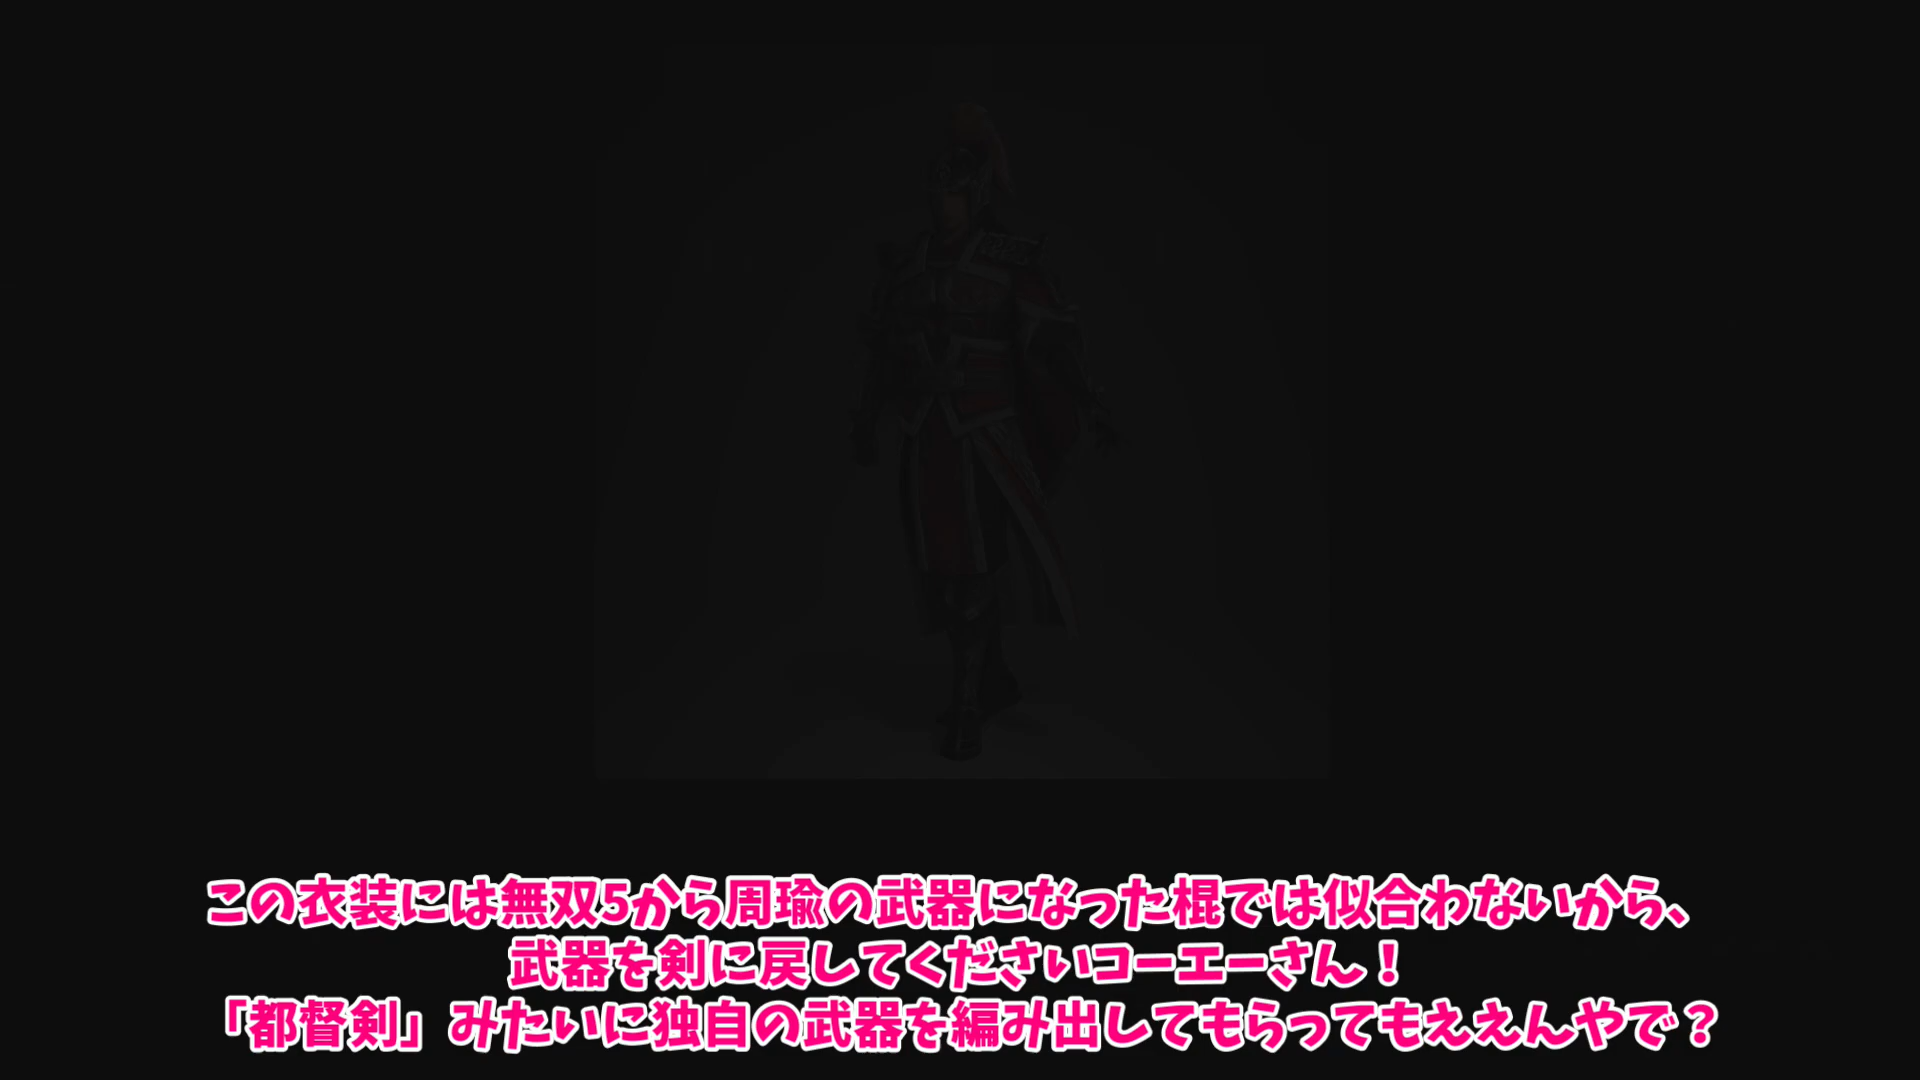 この衣装には無双5から周瑜の武器になった棍では似合わないから、
武器を剣に戻してくださいコーエーさん！
「都督剣」みたいに独自の武器を編み出してもらってもええんやで？